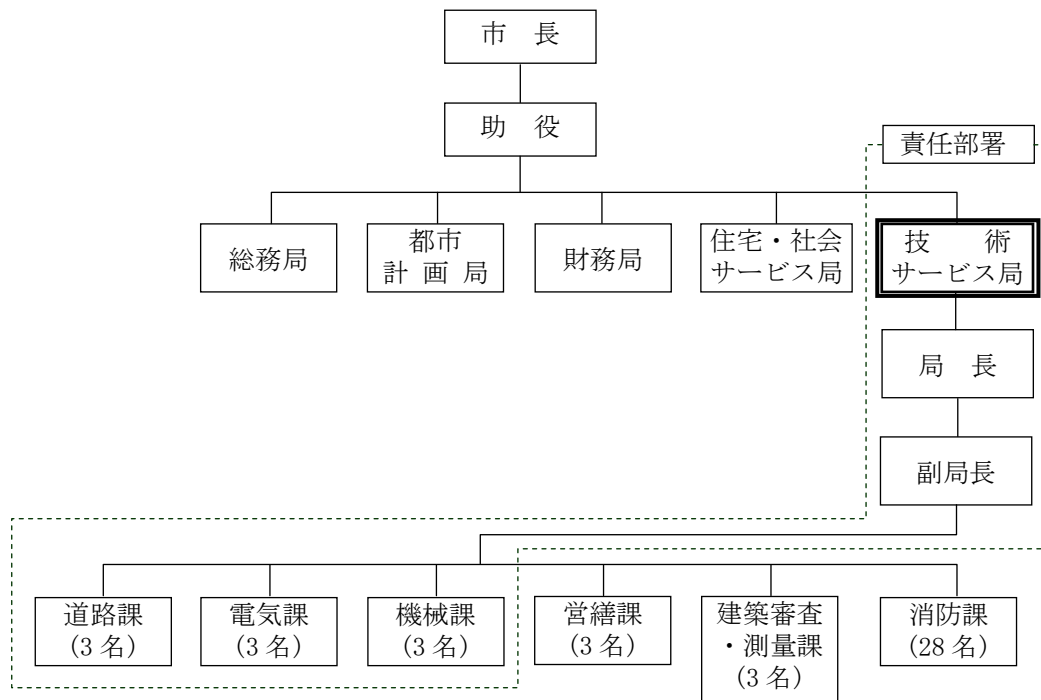 市　長
助　役
責任部署
総務局
都市
計 画 局
財務局
住宅・社会
サービス局
技　　術
サービス局
局　長
副局長
道路課
(3 名)
電気課
(3 名)
機械課
(3 名)
営繕課
(3 名)
建築審査
・測量課
(3 名)
消防課
(28 名)